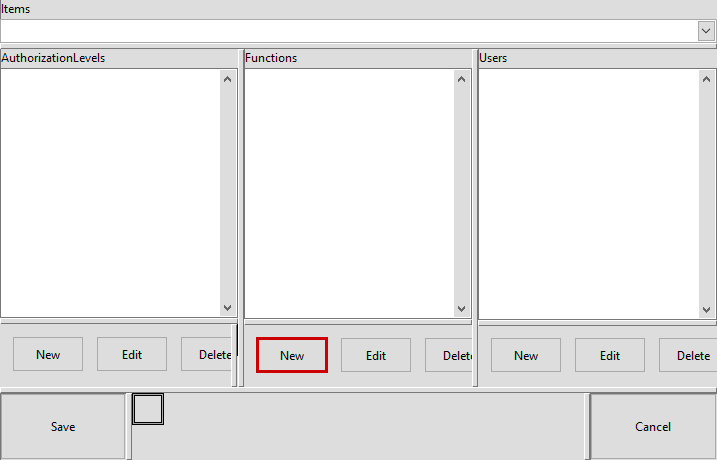 Items
AuthorizationLevels
Functions
Users
New
Edit
Delete
New
Edit
Delete
New
Edit
Delete
Save
Cancel